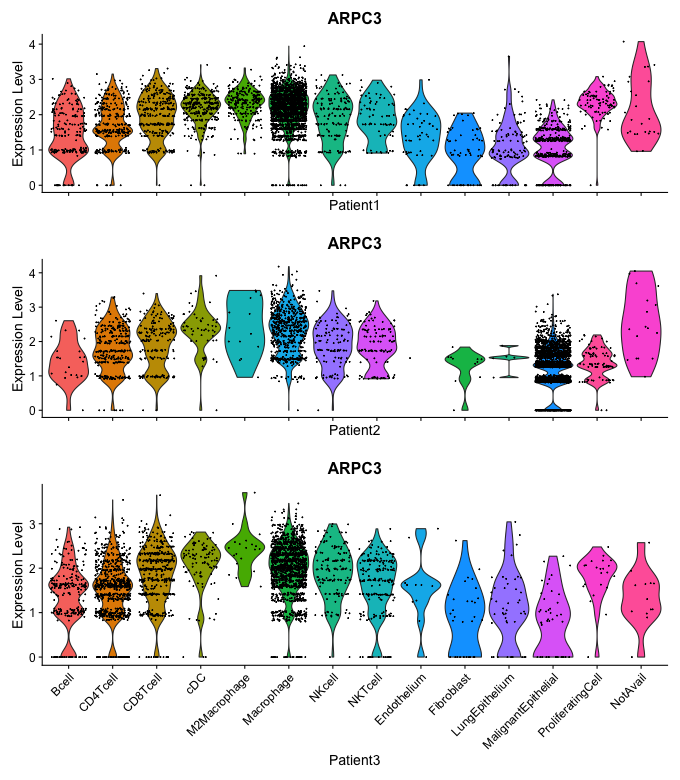 ARPC3
Expression Level
4
3
2
1
0
Patient1
ARPC3
Expression Level
4
3
2
1
0
Patient2
ARPC3
Expression Level
3
2
1
0
Bcell
CD4Tcell
CD8Tcell
cDC
M2Macrophage
Macrophage
NKcell
NKTcell
Endothelium
Fibroblast
LungEpithelium
MalignantEpithelial
ProliferatingCell
NotAvail
Patient3